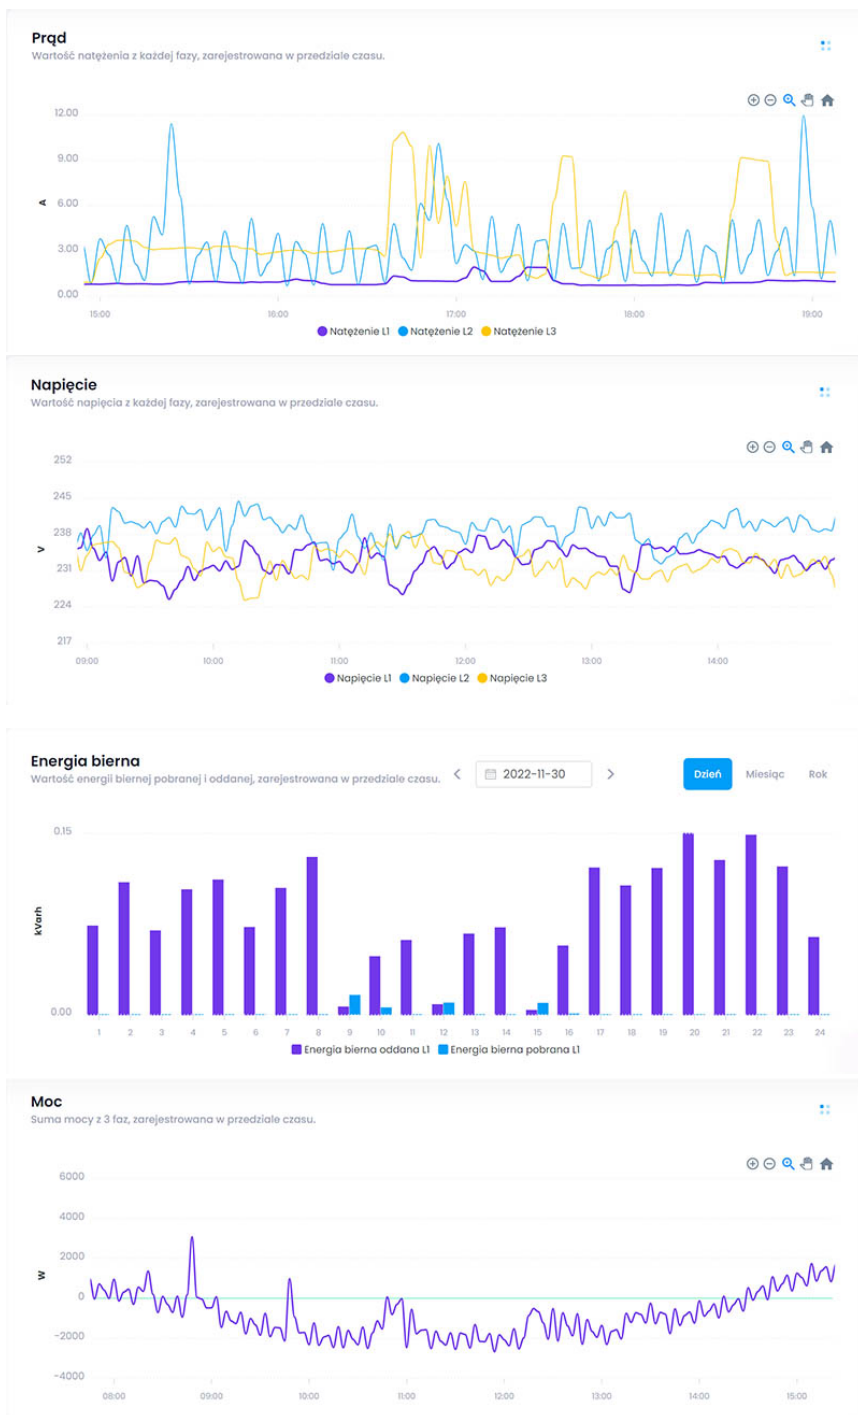 Prąd
Wartość natężenia z każdej fazy, zarejestrowana w przedziale czasu.
12.00
9.00
6.00
3.00
0.00
A
15:00 16:00 17:00 18:00 19:00
Natężenie L1 Natężenie L2 Natężenie L3
Napięcie
Wartość napięcia z każdej fazy, zarejestrowana w przedziale czasu.
252
245
238
231
224
217
V
09:00 10:00 11:00 12:00 13:00 14:00
Napięcie L1 Napięcie L2 Napięcie L3
Energia bierna
Wartość energii biernej pobranej i oddanej, zarejestrowana w przedziale czasu.
2022-11-30
Dzień Miesiąc Rok
0.15
kVarh
0.00
1 2 3 4 5 6 7 8 9 10 11 12 13 14 15 16 17 18 19 20 21 22 23 24
Energia bierna oddana L1 Energia bierna pobrana L1
Moc
Suma mocy z 3 faz, zarejestrowana w przedziale czasu.
6000
4000
2000
0
-2000
-4000
W
08:00 09:00 10:00 11:00 12:00 13:00 14:00 15:00